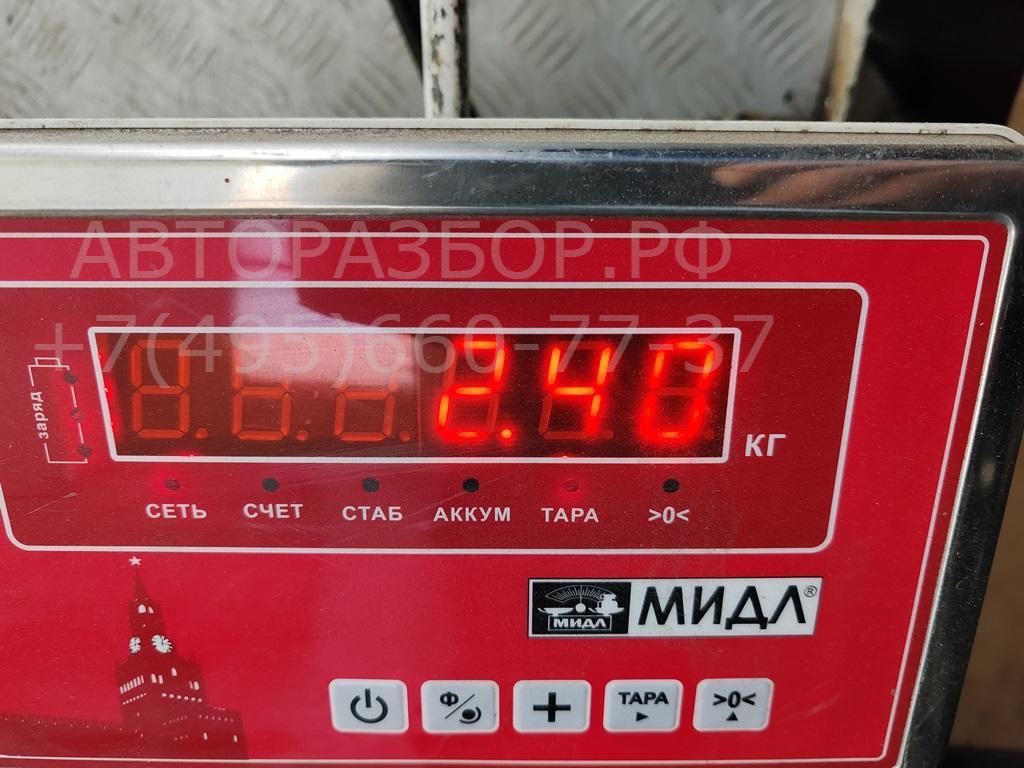 АВТОРАЗБОР.РФ
+7(495)660-77-37
заряд
2.40
КГ
СЕТЬ СЧЕТ СТАБ АККУМ ТАРА >0<
МИДЛ МИДЛ®
Ф/ + ТАРА >0<